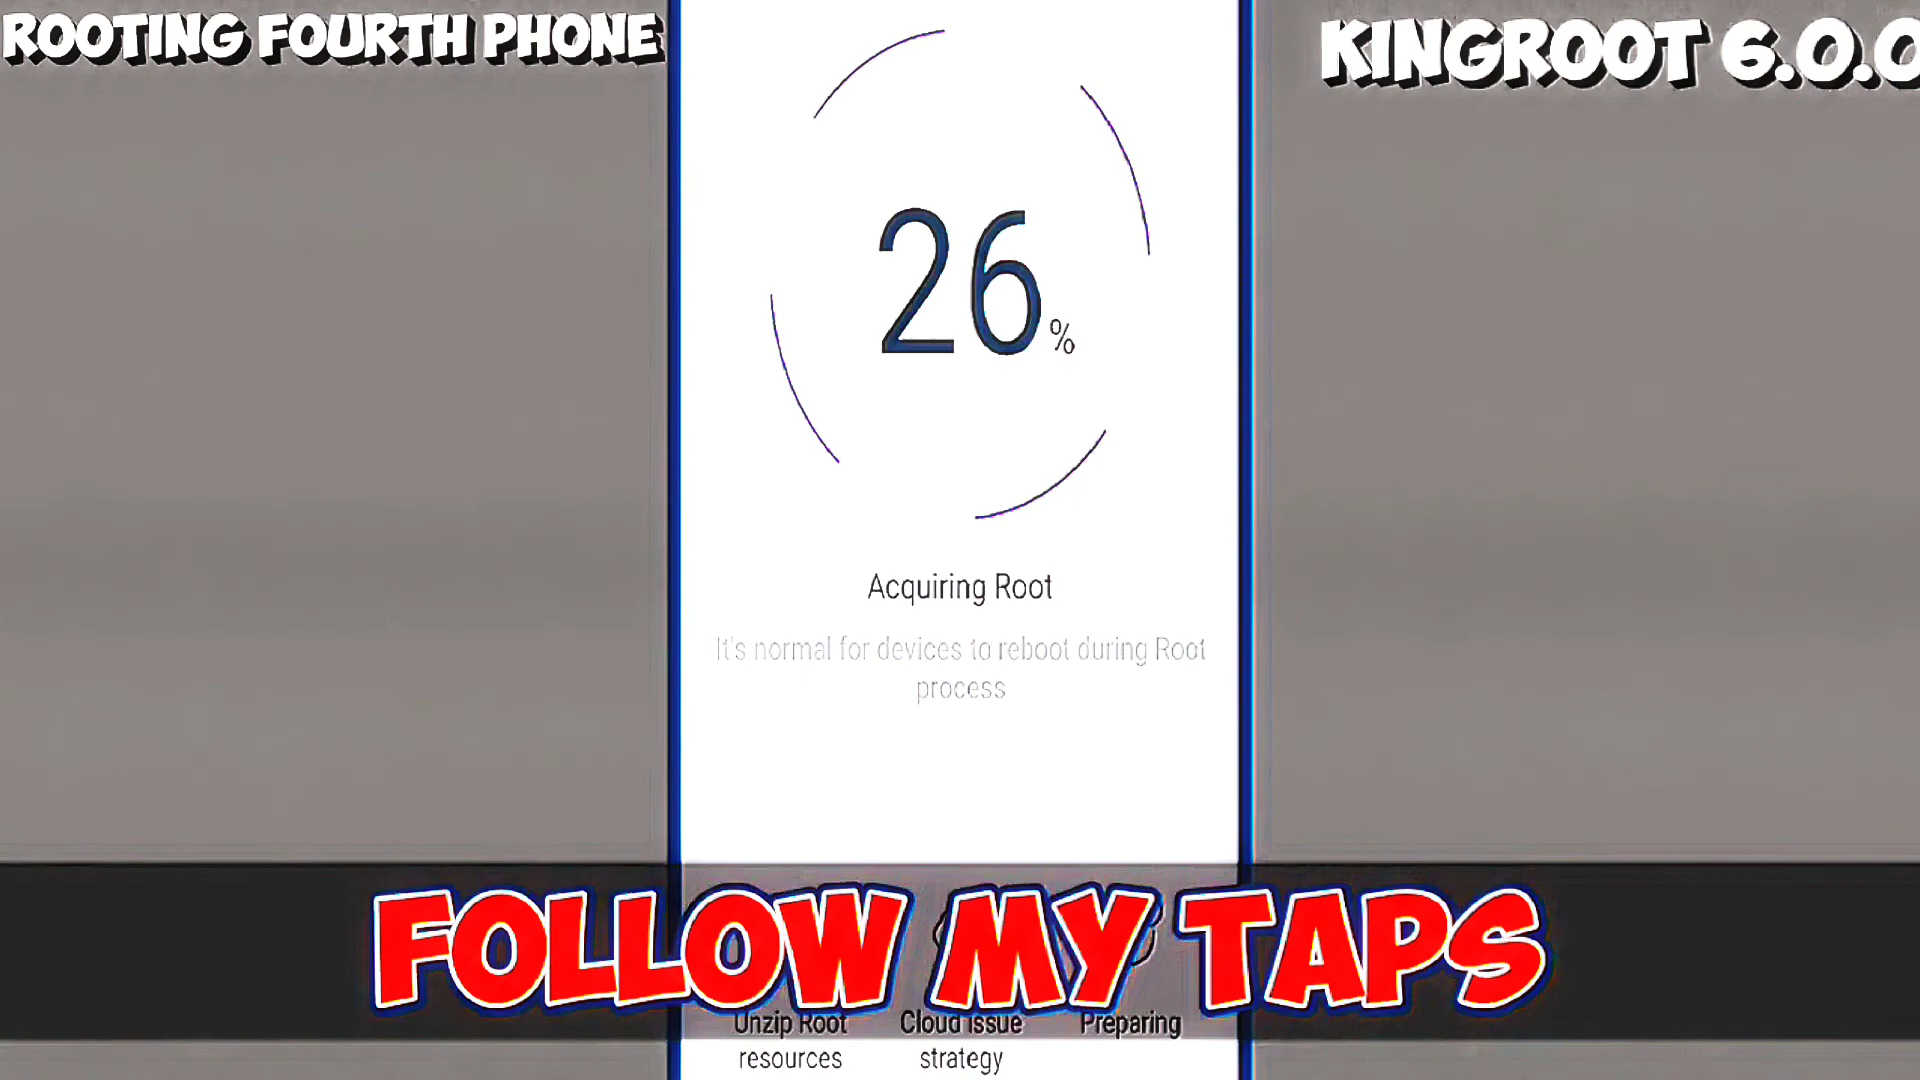 ROOTING FOURTH PHONE
KINGROOT 6.0.0
26%
Acquiring Root
It's normal for devices to reboot during Root
process
FOLLOW MY TAPS
Unzip Root
resources
Cloud issue
strategy
Preparing